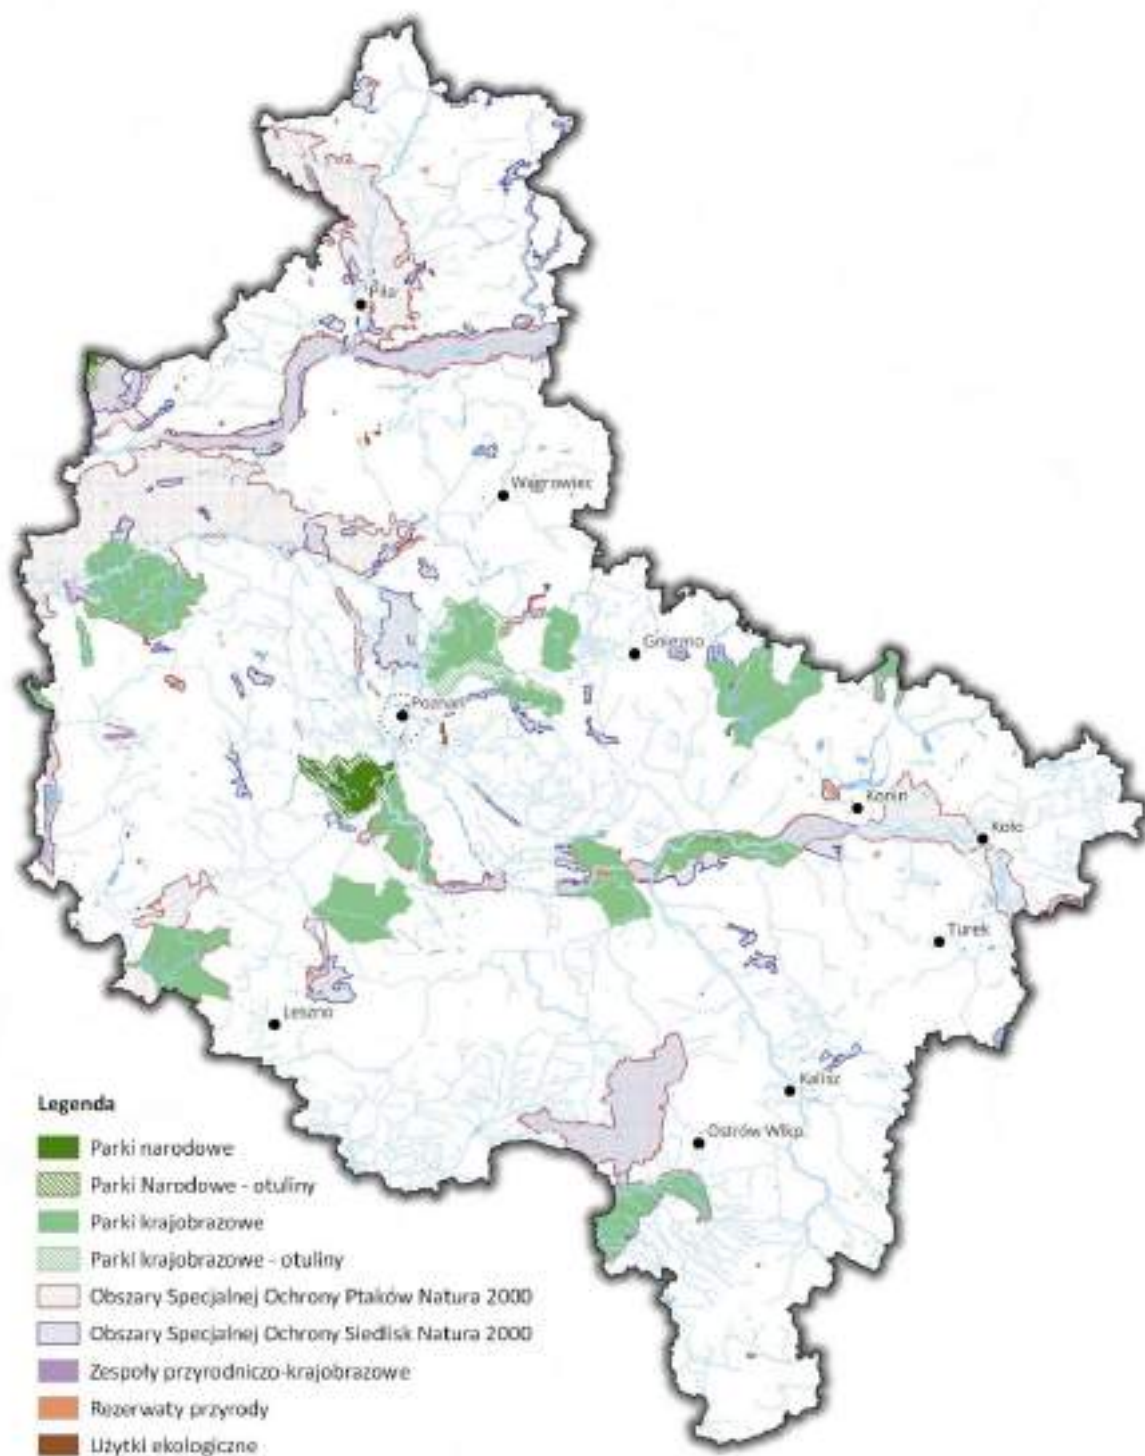 Piła
Wągrowiec
Gniezno
Poznań
Konin
Koło
Turek
Leszno
Kalisz
Ostrów Wlkp.
Legenda
Parki narodowe
Parki Narodowe - otuliny
Parki krajobrazowe
Parki krajobrazowe - otuliny
Obszary Specjalnej Ochrony Ptaków Natura 2000
Obszary Specjalnej Ochrony Siedlisk Natura 2000
Zespoły przyrodniczo-krajobrazowe
Rezerwaty przyrody
Użytki ekologiczne